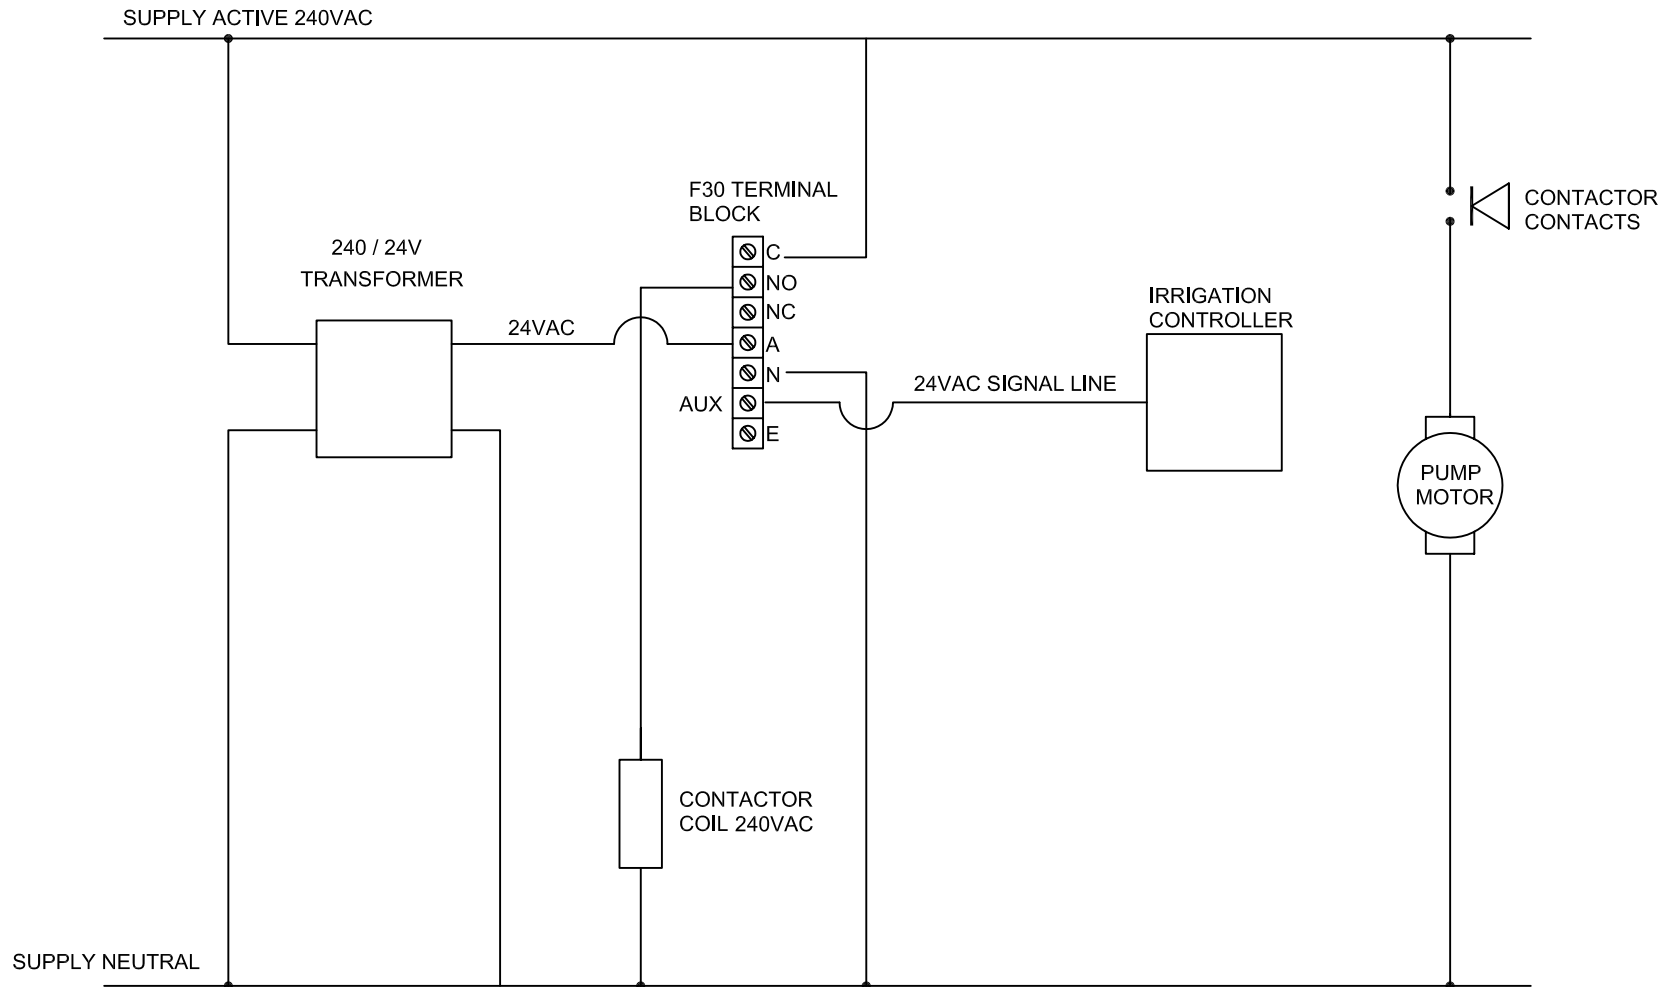 SUPPLY ACTIVE 240VAC
F30 TERMINAL
BLOCK
CONTACTOR
CONTACTS
240 / 24V
TRANSFORMER
C
NO
NC
A
N
AUX
E
24VAC
IRRIGATION
CONTROLLER
24VAC SIGNAL LINE
PUMP
MOTOR
CONTACTOR
COIL 240VAC
SUPPLY NEUTRAL